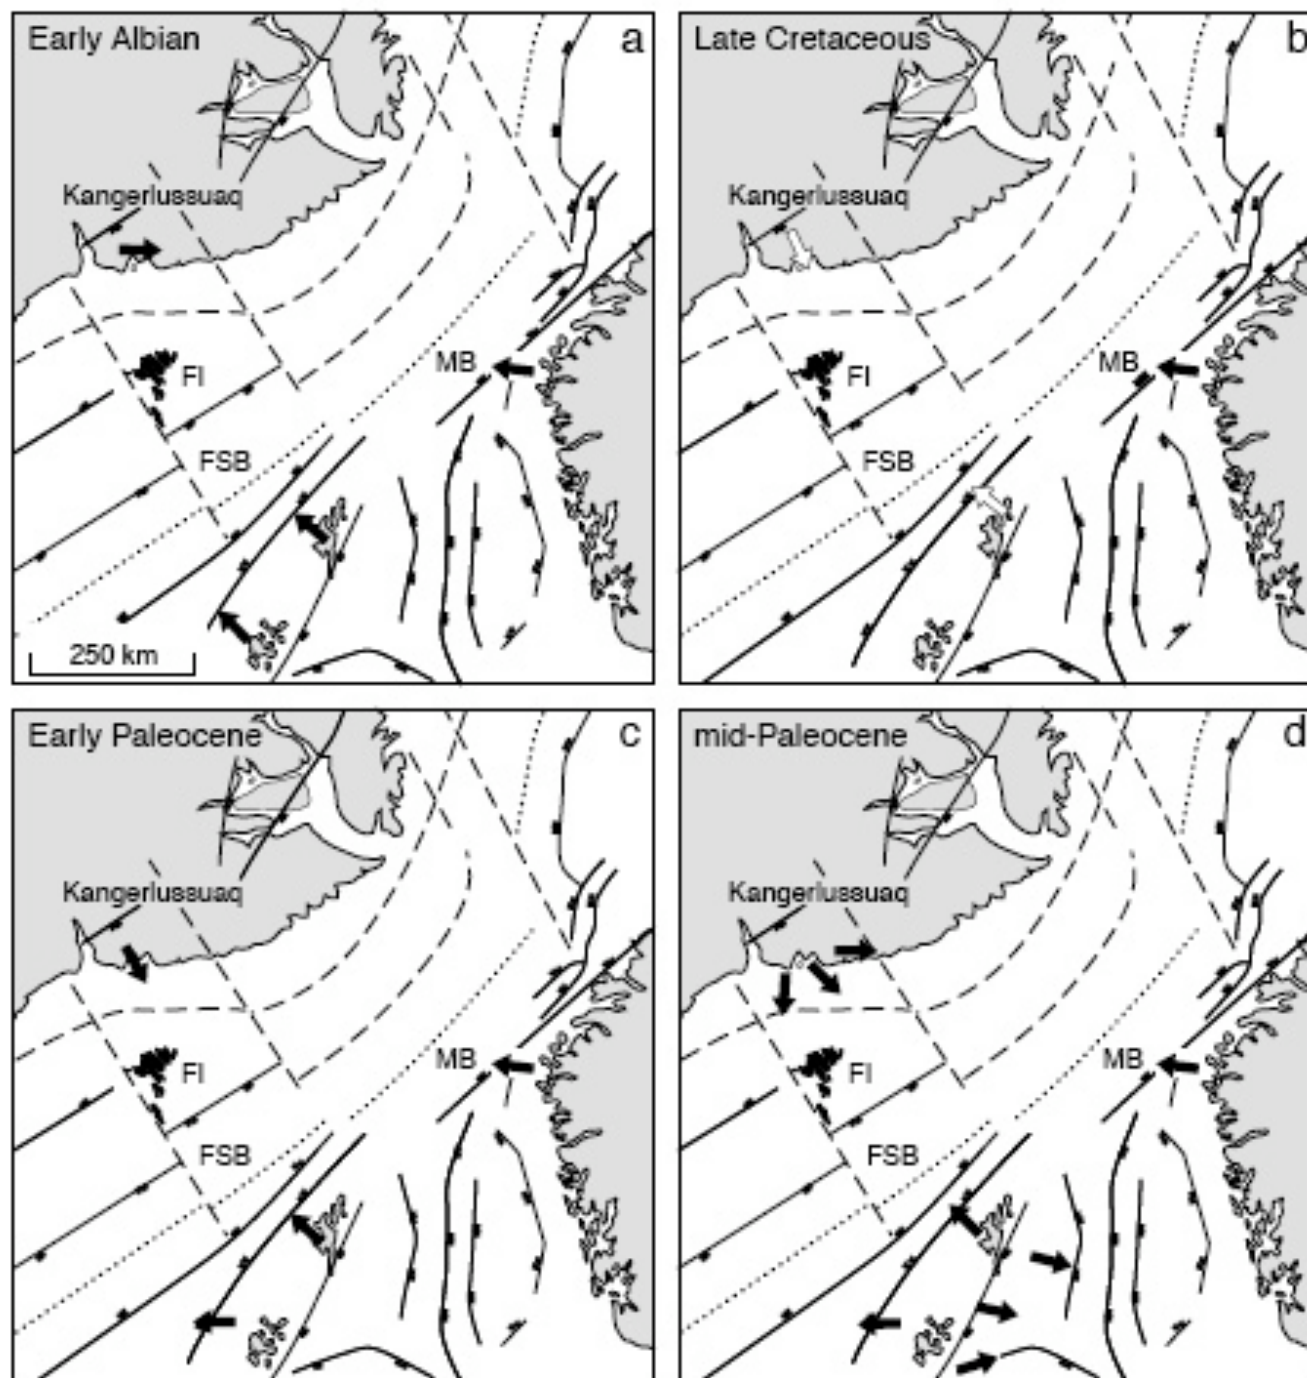 Early Albian
a
Kangerlussuaq
MB
FI
FSB
250 km
Late Cretaceous
b
Kangerlussuaq
MB
FI
FSB
Early Paleocene
c
Kangerlussuaq
MB
FI
FSB
mid-Paleocene
d
Kangerlussuaq
MB
FI
FSB